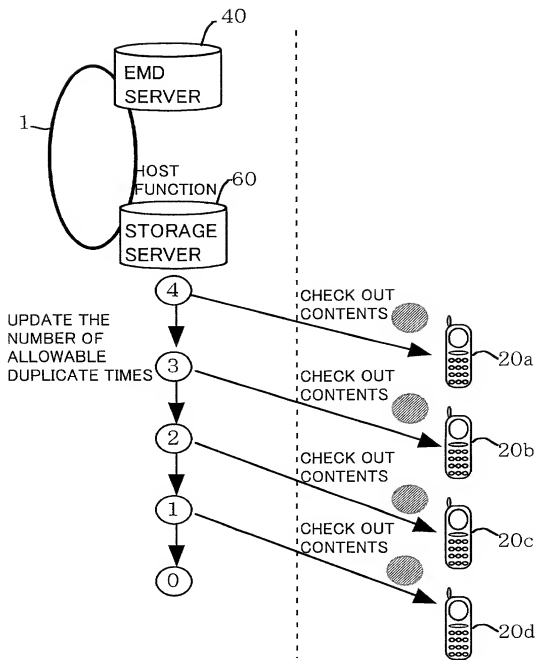 40
EMD
SERVER
1
HOST
FUNCTION
60
STORAGE
SERVER
4
CHECK OUT
CONTENTS
UPDATE THE
NUMBER OF
ALLOWABLE
DUPLICATE TIMES
3
20a
CHECK OUT
CONTENTS
2
20b
CHECK OUT
CONTENTS
1
20c
CHECK OUT
CONTENTS
0
20d